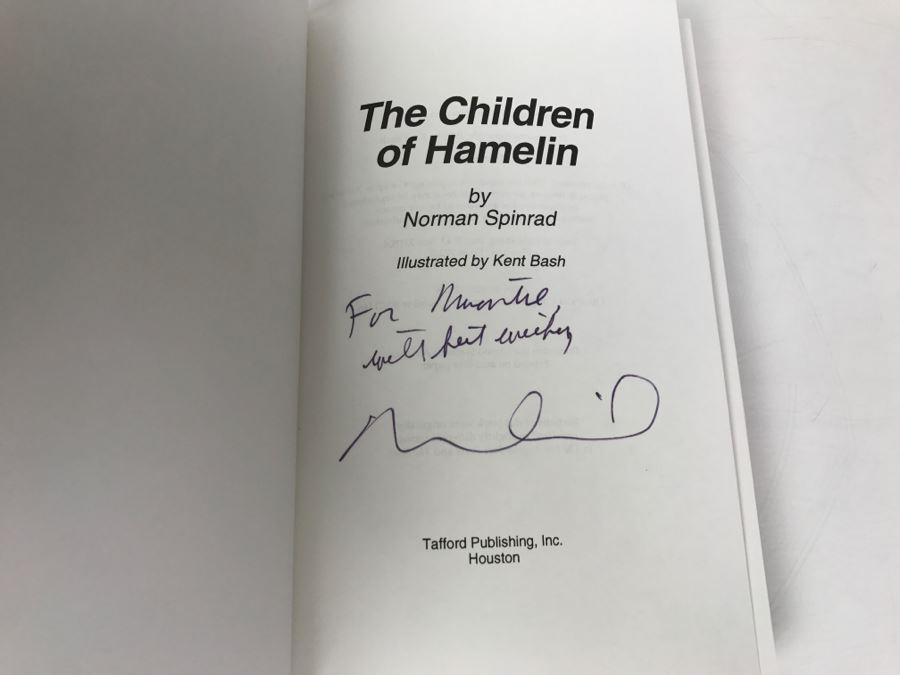 The Children
of Hamelin
by
Norman Spinrad
Illustrated by Kent Bash
For
with best wishes
Tafford Publishing, Inc.
Houston